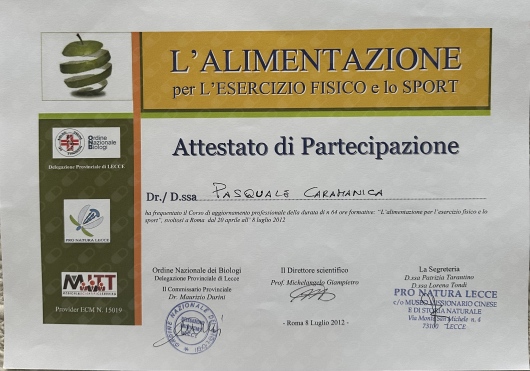 L'ALIMENTAZIONE
per L'ESERCIZIO FISICO e lo SPORT
Attestato di Partecipazione
Ordine
Nazionale
Biologi
Delegazione Provinciale di LECCE
PRO NATURA LECCE
Provider ECM N. 15019
Dr./ D.ssa PASQUALE CARAMANICA
ha frequentato il Corso di aggiornamento professionale della durata di n 64 ore formative: "L'alimentazione per l'esercizio fisico e lo
sport", svoltosi a Roma dal 20 aprile all' 8 luglio 2012
Ordine Nazionale dei Biologi
Delegazione Provinciale di Lecce
Il Commissario Provinciale
Dr. Maurizio Durini
Il Direttore scientifico
Prof. Michelangelo Giampietro
- Roma 8 Luglio 2012 -
La Segreteria
D.ssa Patrizia Tarantino
D.ssa Lorena Tondi
PRO NATURA LECCE
c/o MUSEO MISSIONARIO CINESE
E DI STORIA NATURALE
Via Monte San Michele n. 4
73100 LECCE